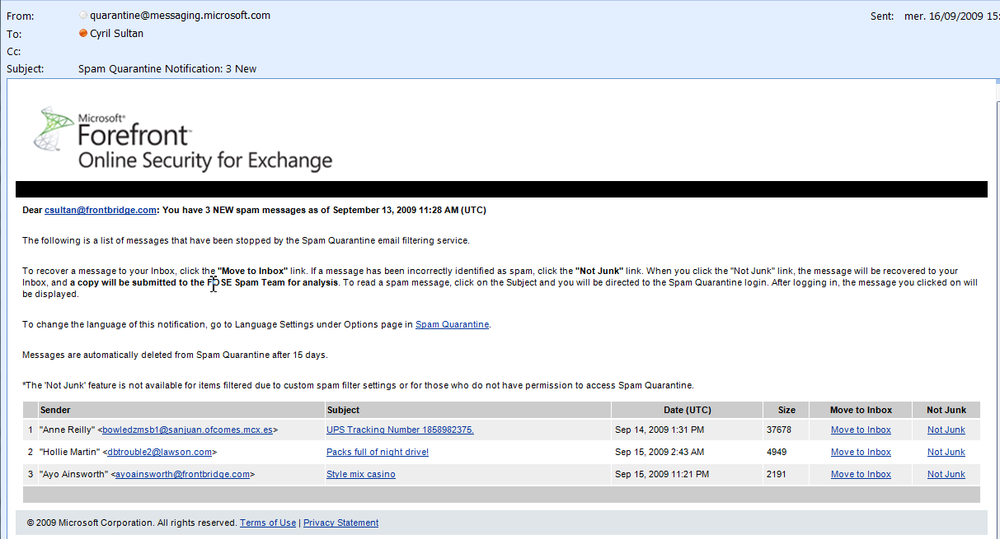 From: quarantine@messaging.microsoft.com Sent: mer. 16/09/2009 15:
To: Cyril Sultan
Cc:
Subject: Spam Quarantine Notification: 3 New
Microsoft®
Forefront™
Online Security for Exchange
Dear csultan@frontbridge.com: You have 3 NEW spam messages as of September 13, 2009 11:28 AM (UTC)
The following is a list of messages that have been stopped by the Spam Quarantine email filtering service.
To recover a message to your Inbox, click the "Move to Inbox" link. If a message has been incorrectly identified as spam, click the "Not Junk" link. When you click the "Not Junk" link, the message will be recovered to your
Inbox, and a copy will be submitted to the FOSE Spam Team for analysis. To read a spam message, click on the Subject and you will be directed to the Spam Quarantine login. After logging in, the message you clicked on will
be displayed.
To change the language of this notification, go to Language Settings under Options page in Spam Quarantine.
Messages are automatically deleted from Spam Quarantine after 15 days.
*The 'Not Junk' feature is not available for items filtered due to custom spam filter settings or for those who do not have permission to access Spam Quarantine.
Sender Subject Date (UTC) Size Move to Inbox Not Junk
1 "Anne Reilly" <bowledzmsb1@sanjuan.ofcomes.mcx.es> UPS Tracking Number 1858982375. Sep 14, 2009 1:31 PM 37678 Move to Inbox Not Junk
2 "Hollie Martin" <dbtrouble2@lawson.com> Packs full of night drive! Sep 15, 2009 2:43 AM 4949 Move to Inbox Not Junk
3 "Ayo Ainsworth" <ayoainsworth@frontbridge.com> Style mix casino Sep 15, 2009 11:21 PM 2191 Move to Inbox Not Junk
© 2009 Microsoft Corporation. All rights reserved. Terms of Use | Privacy Statement